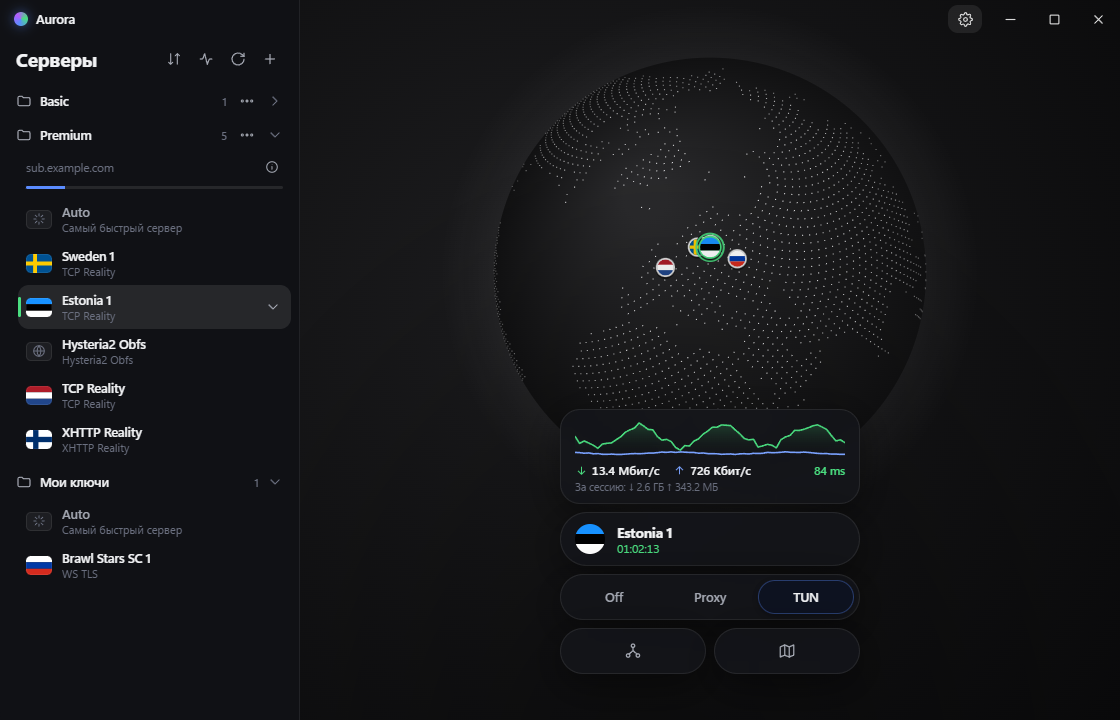 Aurora
Серверы
Basic 1
Premium 5
sub.example.com
Auto
Самый быстрый сервер
Sweden 1
TCP Reality
Estonia 1
TCP Reality
Hysteria2 Obfs
Hysteria2 Obfs
TCP Reality
TCP Reality
XHTTP Reality
XHTTP Reality
Мои ключи 1
Auto
Самый быстрый сервер
Brawl Stars SC 1
WS TLS
↓ 13.4 Мбит/с ↑ 726 Кбит/с 84 ms
За сессию: ↓ 2.6 ГБ ↑ 343.2 МБ
Estonia 1
01:02:13
Off Proxy TUN